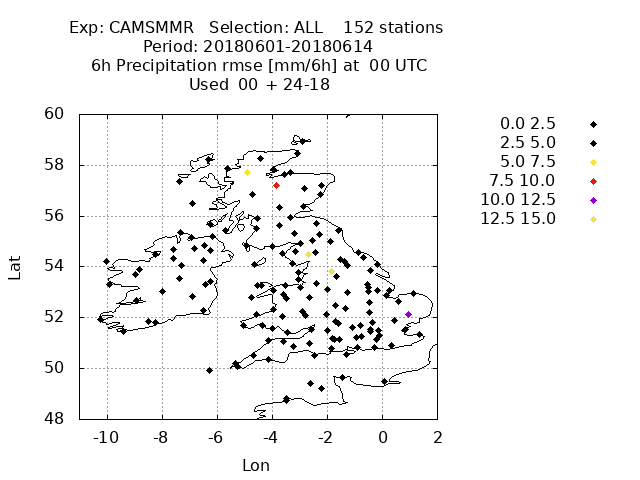 Exp: CAMSMMR   Selection: ALL    152 stations
Period: 20180601-20180614
6h Precipitation rmse [mm/6h] at  00 UTC
Used  00 + 24-18
60
58
56
54
52
50
48
-10 -8 -6 -4 -2 0 2
Lat
Lon
0.0 2.5
2.5 5.0
5.0 7.5
7.5 10.0
10.0 12.5
12.5 15.0